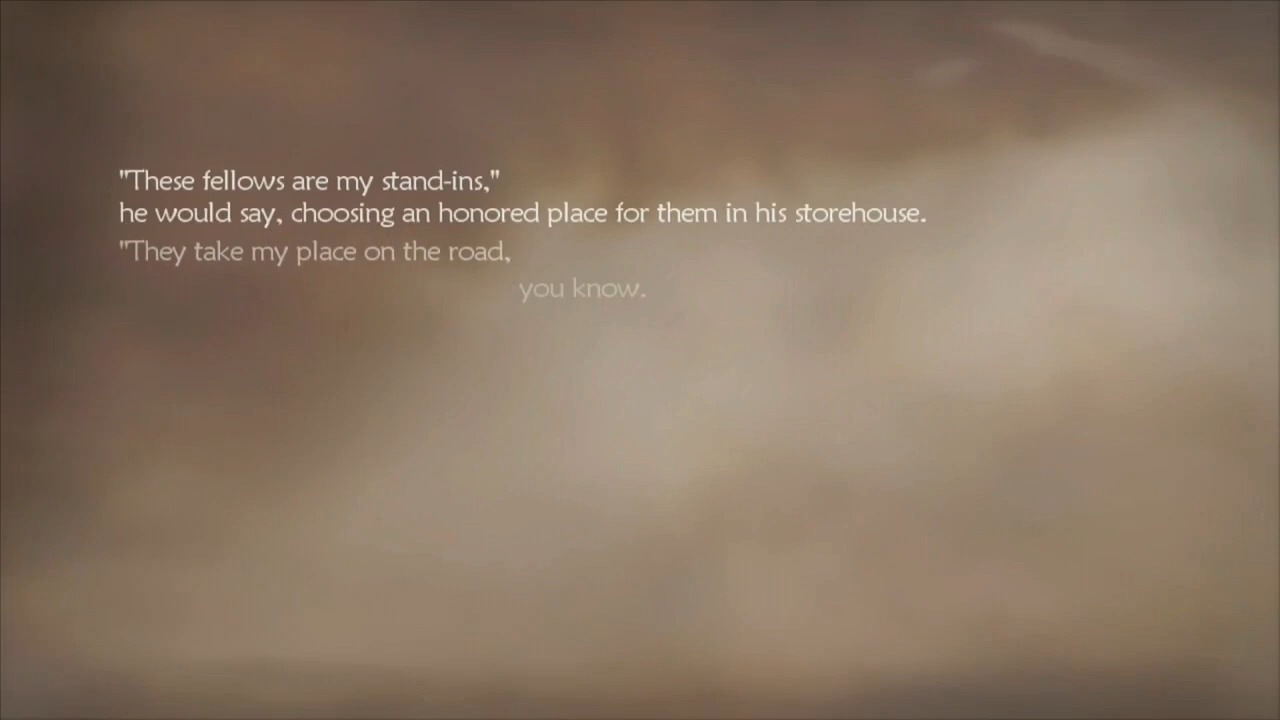 "These fellows are my stand-ins,"
he would say, choosing an honored place for them in his storehouse.
"They take my place on the road,
you know.